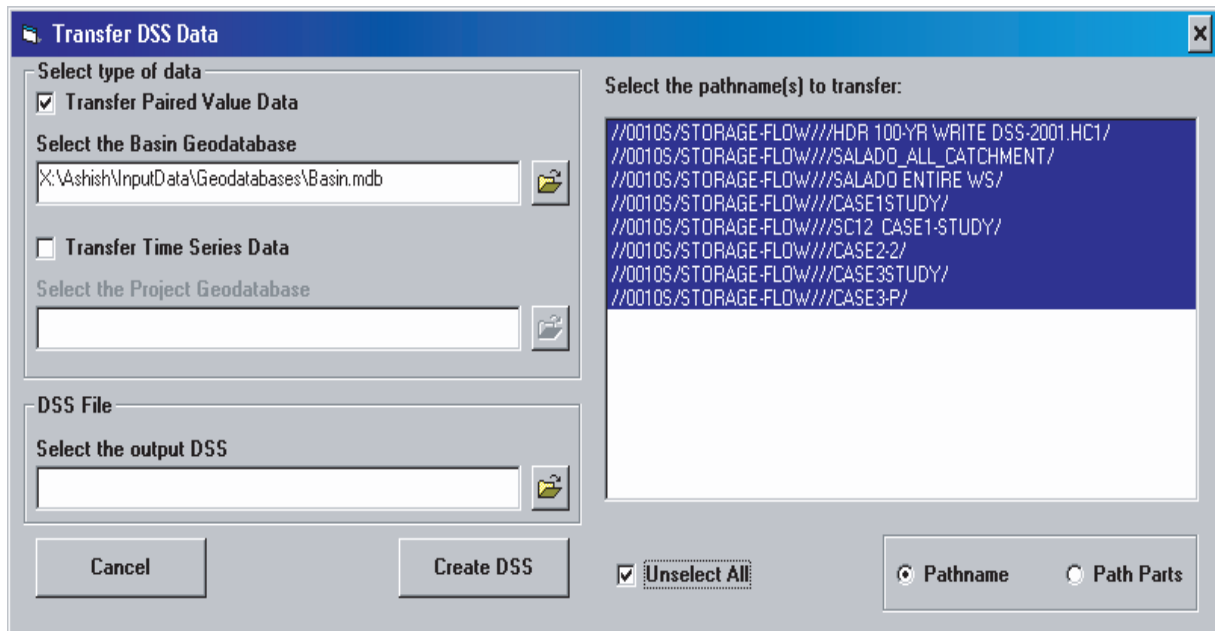 Transfer DSS Data
Select type of data
Transfer Paired Value Data
Select the Basin Geodatabase
X:\Ashish\InputData\Geodatabases\Basin.mdb
Transfer Time Series Data
Select the Project Geodatabase
DSS File
Select the output DSS
Cancel
Create DSS
Select the pathname(s) to transfer:
//0010S/STORAGE-FLOW///HDR 100-YR WRITE DSS-2001.HC1/
//0010S/STORAGE-FLOW///SALADO_ALL_CATCHMENT/
//0010S/STORAGE-FLOW///SALADO ENTIRE WS/
//0010S/STORAGE-FLOW///CASE1STUDY/
//0010S/STORAGE-FLOW///SC12 CASE1-STUDY/
//0010S/STORAGE-FLOW///CASE2-2/
//0010S/STORAGE-FLOW///CASE3STUDY/
//0010S/STORAGE-FLOW///CASE3-P/
Unselect All
Pathname
Path Parts